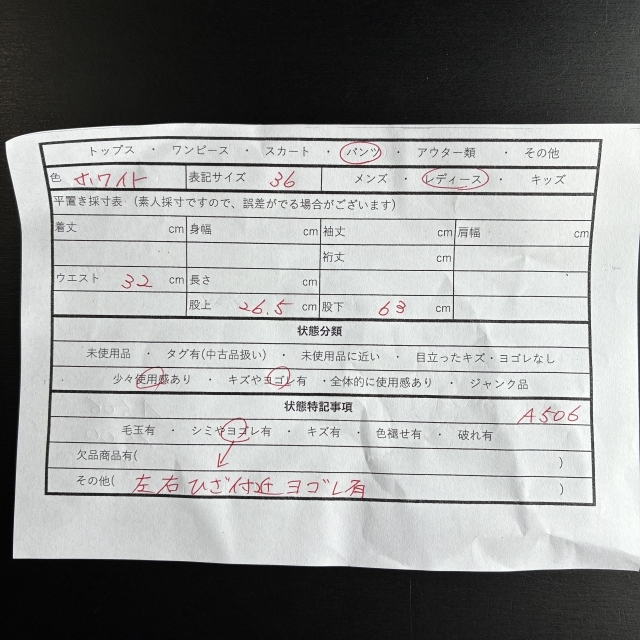 トップス ・ ワンピース ・ スカート ・ パンツ ・ アウター類 ・ その他
色 ホワイト 表記サイズ 36 メンズ ・ レディース ・ キッズ
平置き採寸表 (素人採寸ですので、誤差がでる場合がございます)
着丈 cm 身幅 cm 袖丈 cm 肩幅 cm
裄丈 cm
ウエスト 32 cm 長さ cm
股上 26.5 cm 股下 63 cm
状態分類
未使用品 ・ タグ有(中古品扱い) ・ 未使用品に近い ・ 目立ったキズ・ヨゴレなし
少々使用感あり ・ キズやヨゴレ有 ・全体的に使用感あり ・ ジャンク品
状態特記事項 A506
毛玉有 ・ シミやヨゴレ有 ・ キズ有 ・ 色褪せ有 ・ 破れ有
欠品商品有( )
その他( 左右ひざ付近ヨゴレ有 )